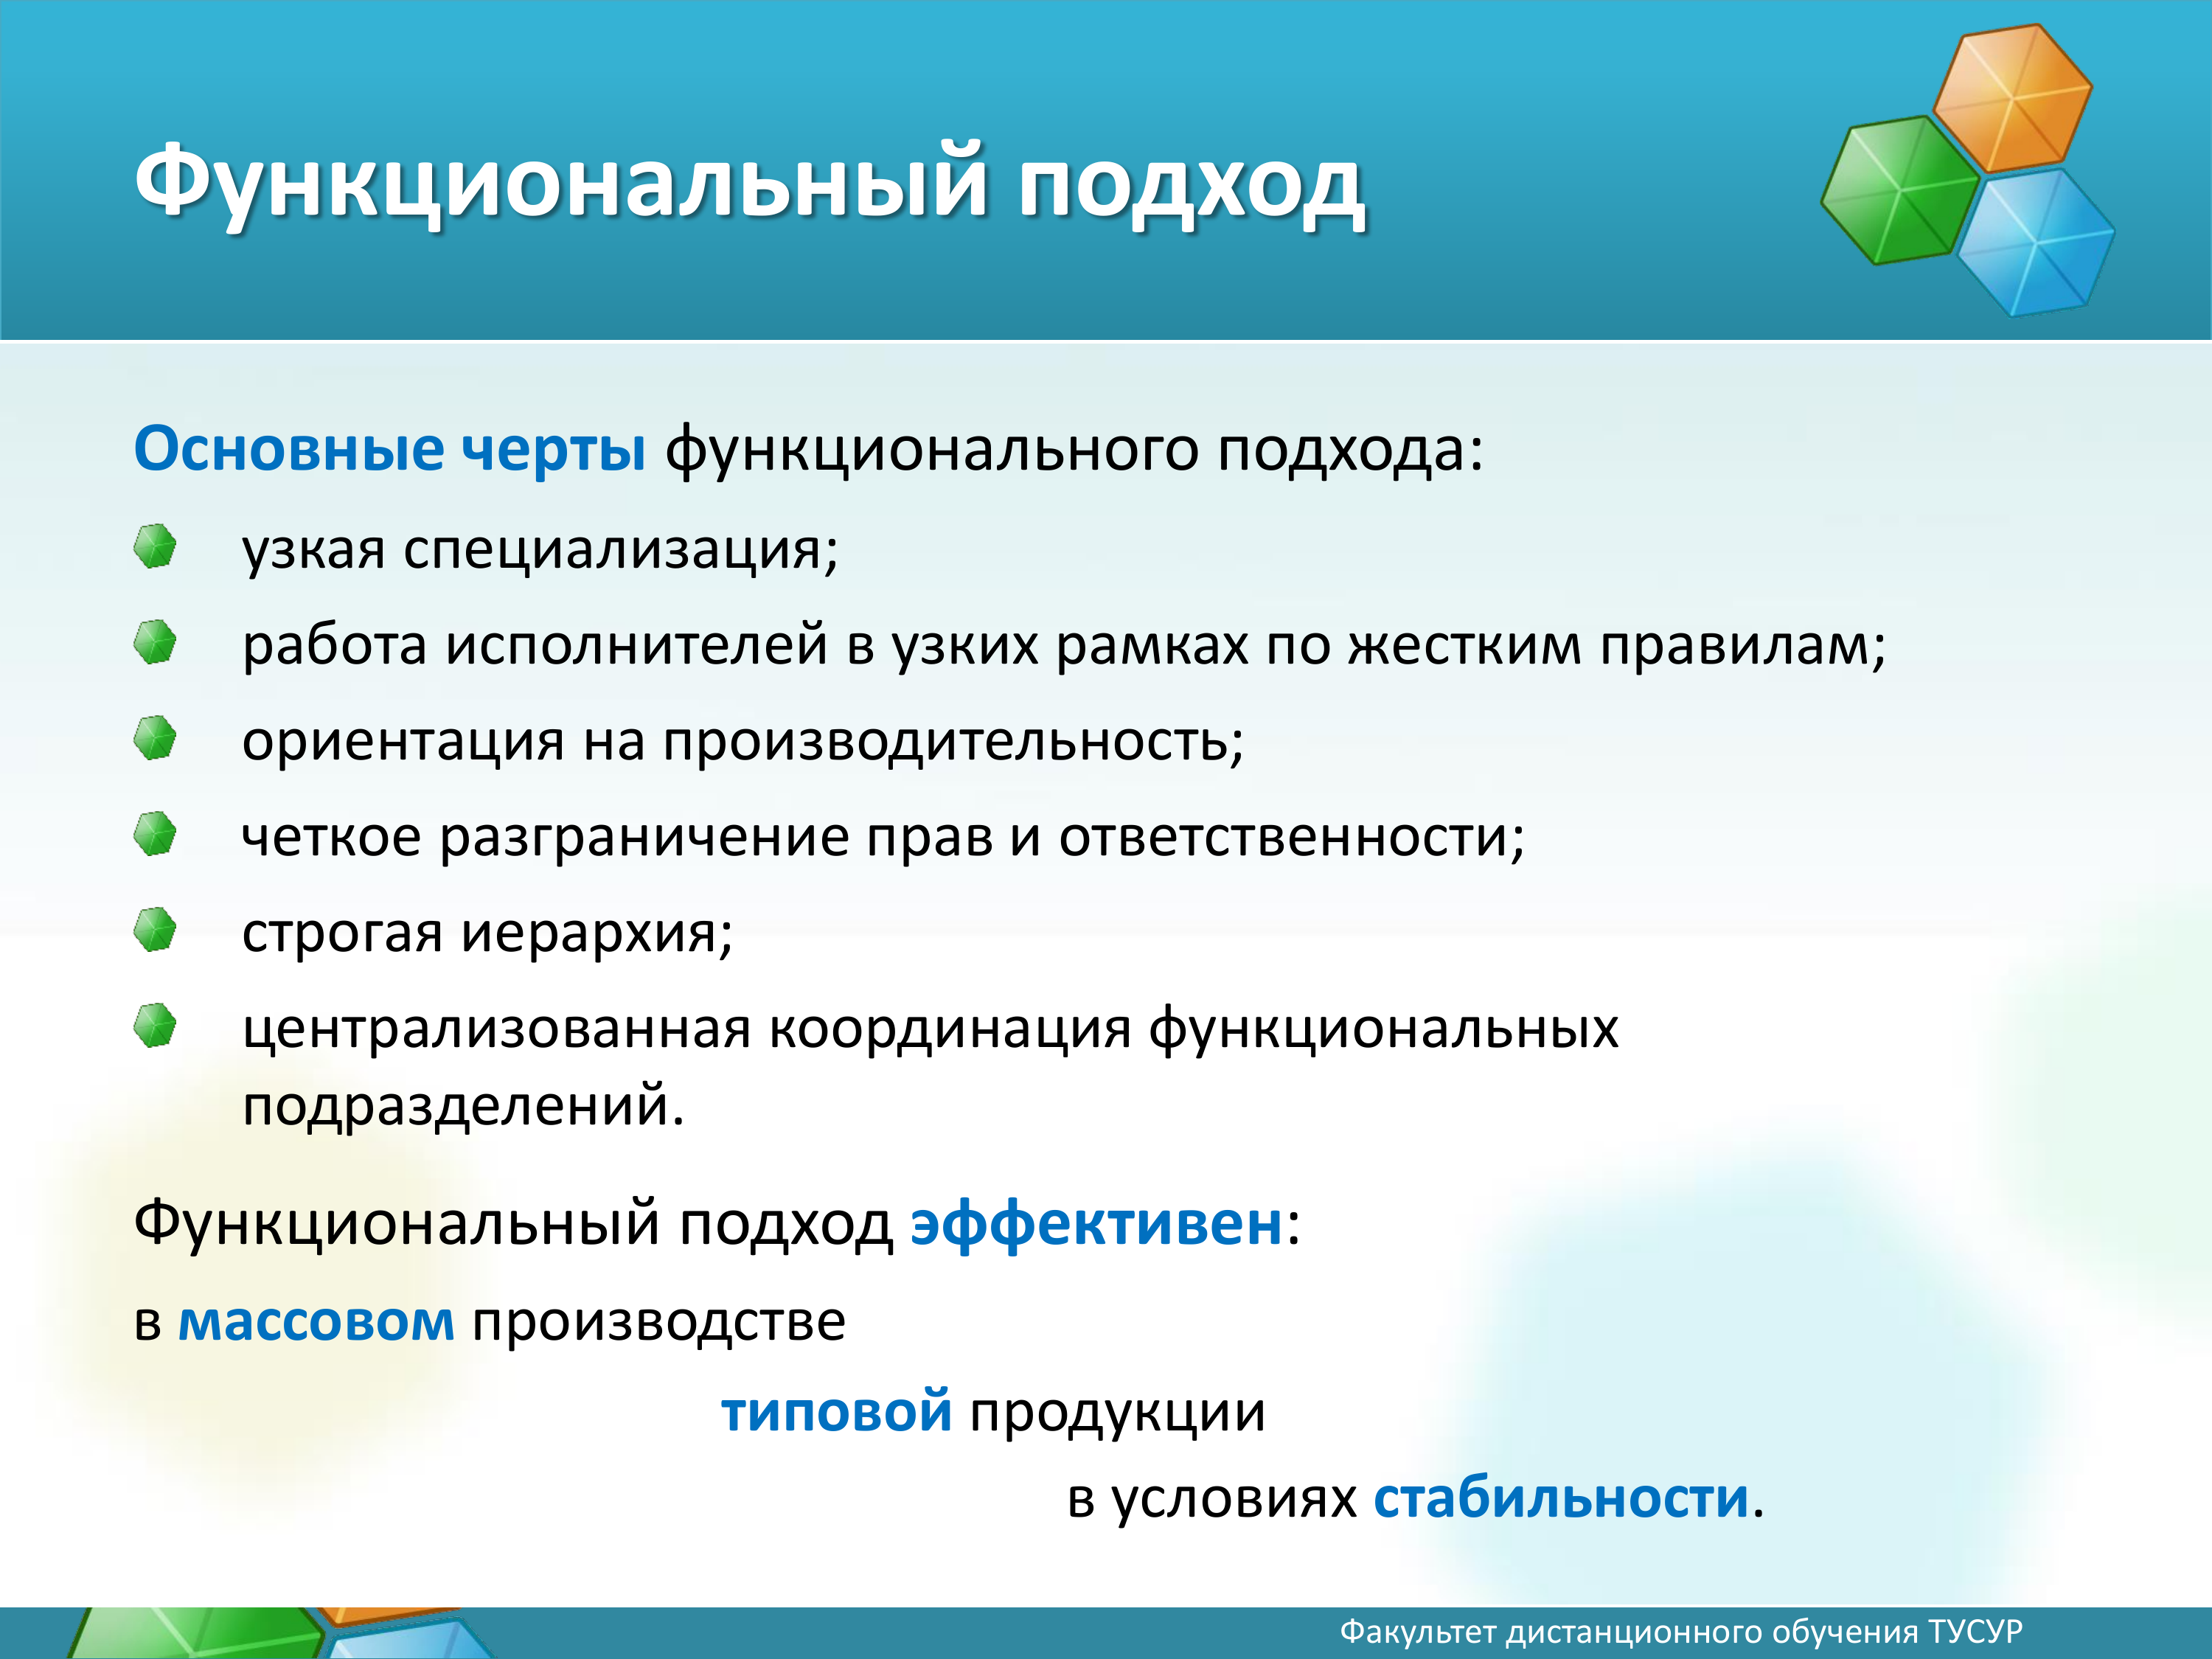 Функциональный подход
Основные черты функционального подхода:
узкая специализация;
работа исполнителей в узких рамках по жестким правилам;
ориентация на производительность;
четкое разграничение прав и ответственности;
строгая иерархия;
централизованная координация функциональных
подразделений.
Функциональный подход эффективен:
в массовом производстве
типовой продукции
в условиях стабильности.
Факультет дистанционного обучения ТУСУР